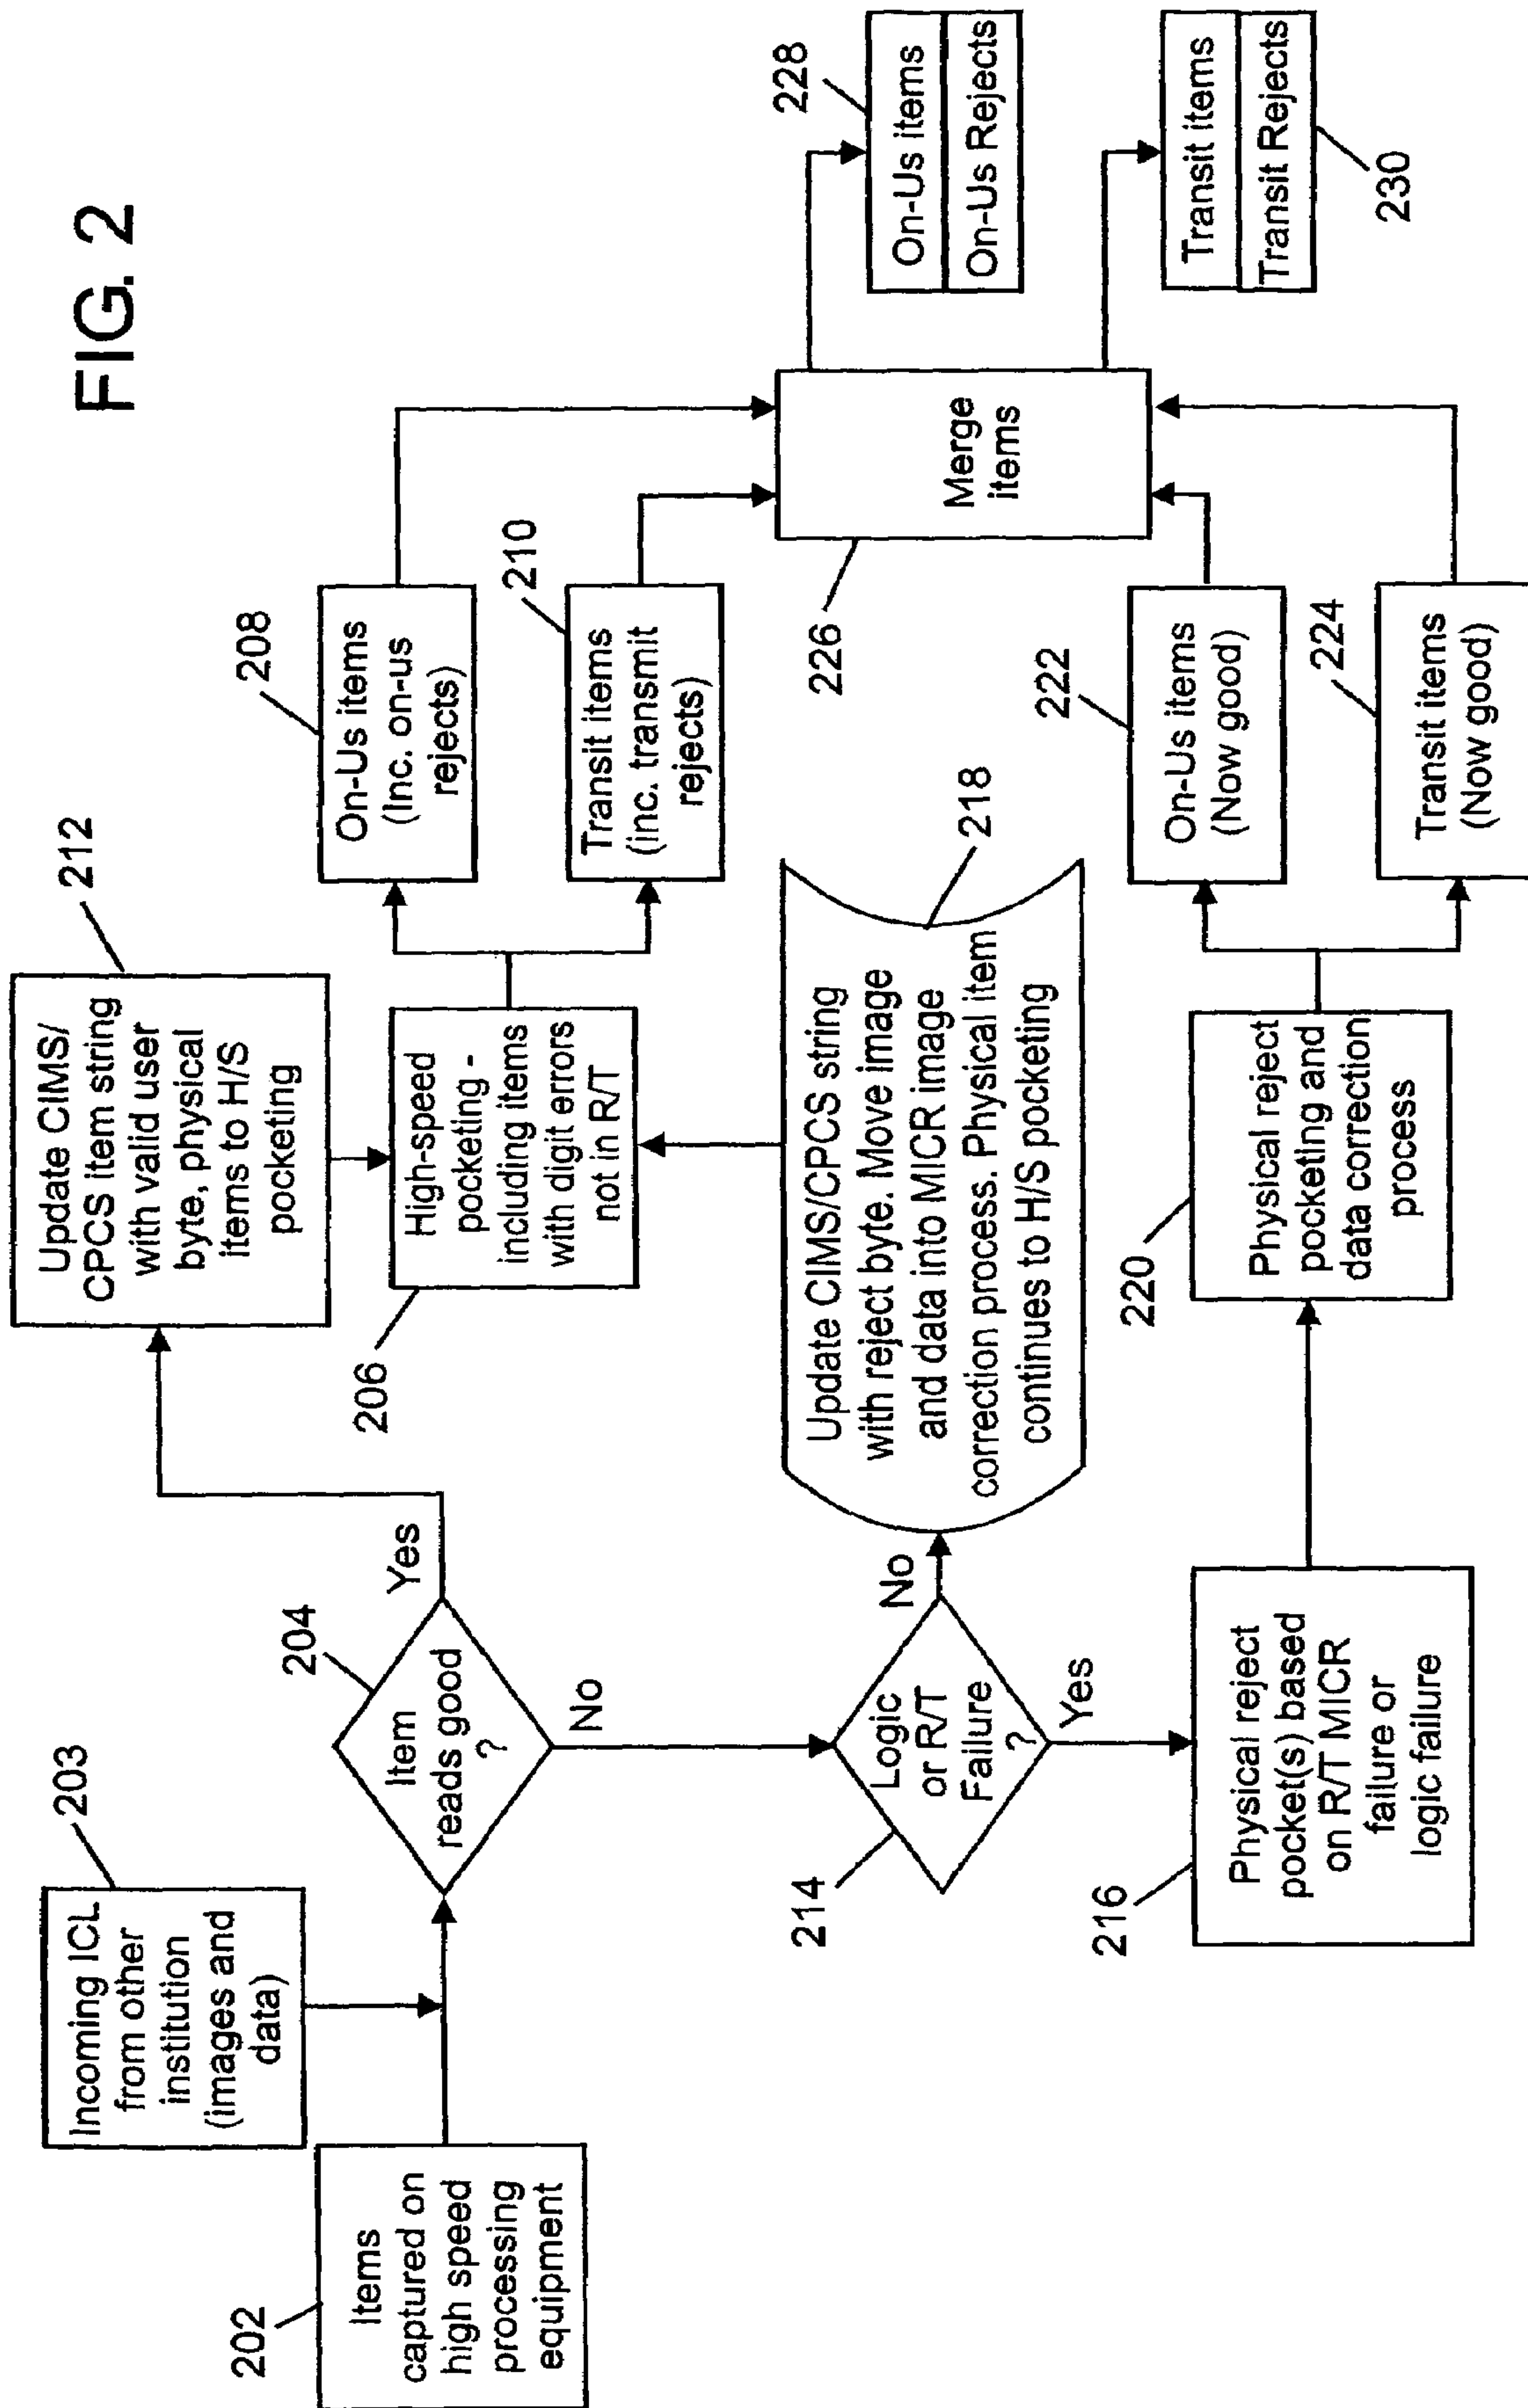 FIG. 2
202
Items
captured on
high speed
processing
equipment
203
Incoming ICL
from other
institution
(images and
data)
204
Item
reads good
?
Yes
No
212
Update CIMS/
CPCS item string
with valid user
byte, physical
items to H/S
pocketing
206
High-speed
pocketing -
including items
with digit errors
not in R/T
208
On-Us items
(Inc. on-us
rejects)
210
Transit items
(inc. transmit
rejects)
214
Logic
or R/T
Failure
?
No
Yes
218
Update CIMS/CPCS string
with reject byte. Move image
and data into MICR image
correction process. Physical item
continues to H/S pocketing
216
Physical reject
pocket(s) based
on R/T MICR
failure or
logic failure
220
Physical reject
pocketing and
data correction
process
222
On-Us items
(Now good)
224
Transit items
(Now good)
226
Merge
items
228
On-Us items
On-Us Rejects
Transit items
Transit Rejects
230